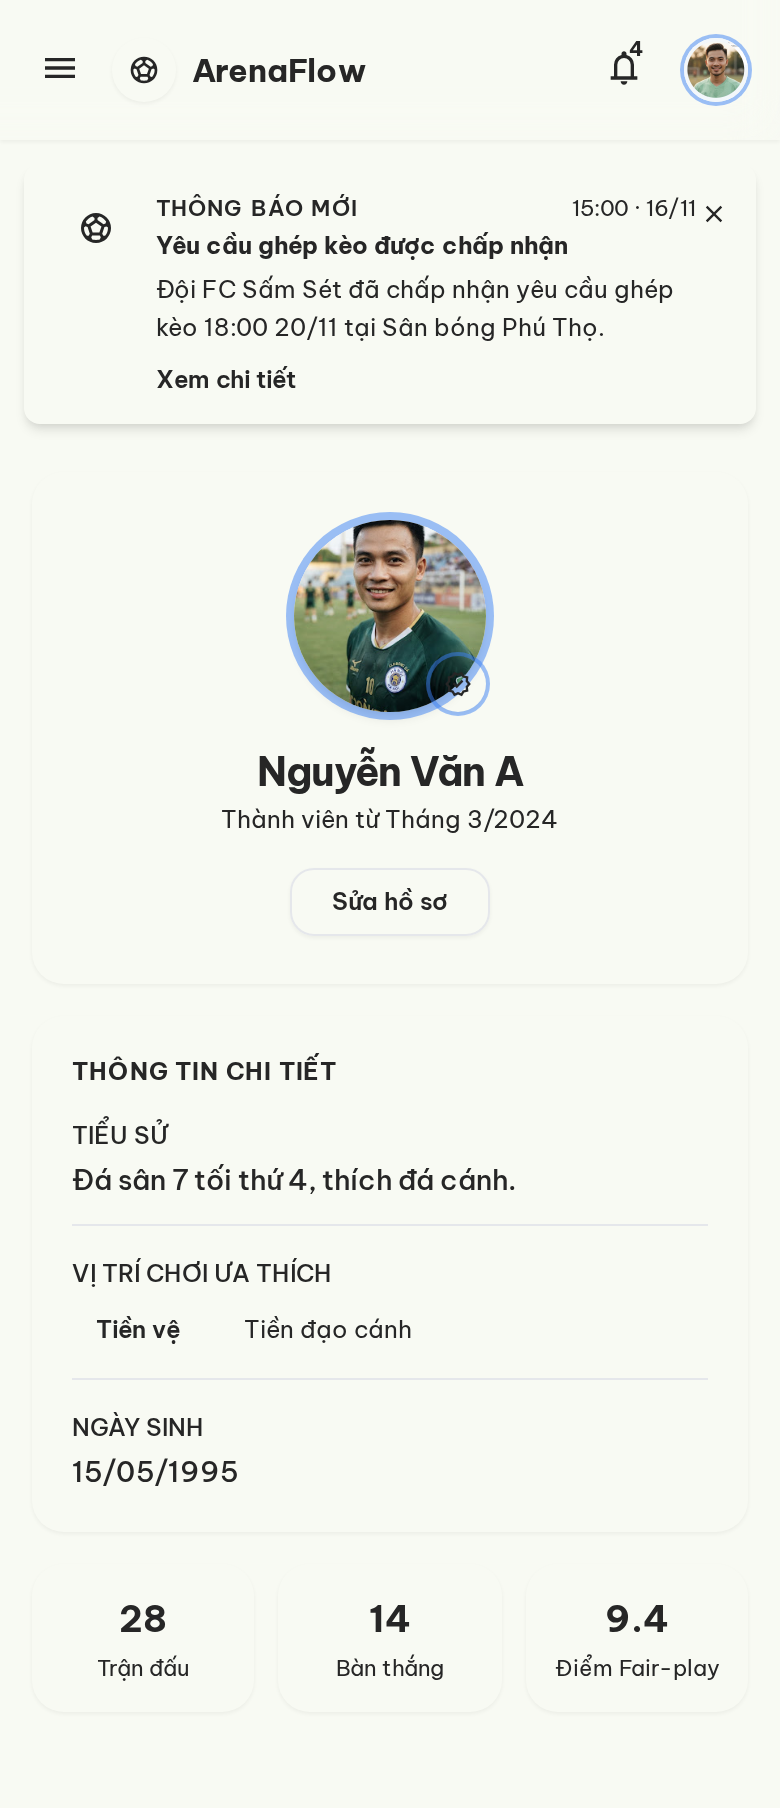 ArenaFlow
4
THÔNG BÁO MỚI
15:00 · 16/11
Yêu cầu ghép kèo được chấp nhận
Đội FC Sấm Sét đã chấp nhận yêu cầu ghép
kèo 18:00 20/11 tại Sân bóng Phú Thọ.
Xem chi tiết
10
Nguyễn Văn A
Thành viên từ Tháng 3/2024
Sửa hồ sơ
THÔNG TIN CHI TIẾT
TIỂU SỬ
Đá sân 7 tối thứ 4, thích đá cánh.
VỊ TRÍ CHƠI ƯA THÍCH
Tiền vệ
Tiền đạo cánh
NGÀY SINH
15/05/1995
28
Trận đấu
14
Bàn thắng
9.4
Điểm Fair-play